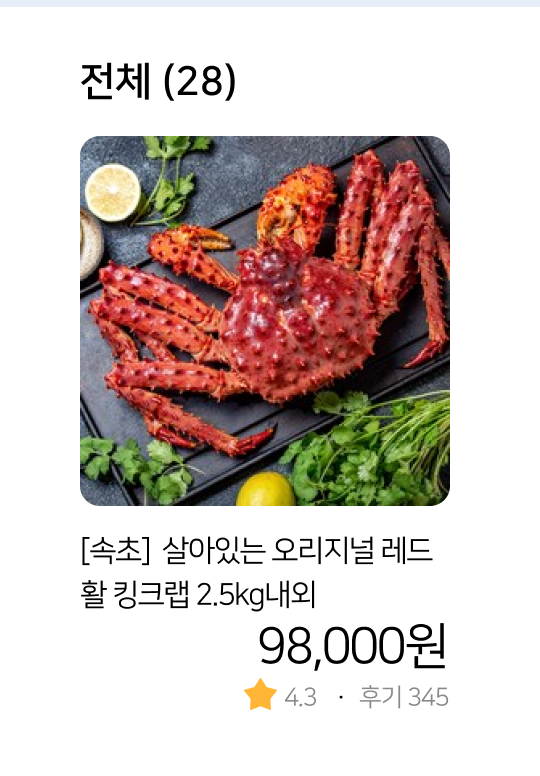 전체 (28)
[속초] 살아있는 오리지널 레드
활 킹크랩 2.5kg내외
98,000원
4.3 · 후기 345